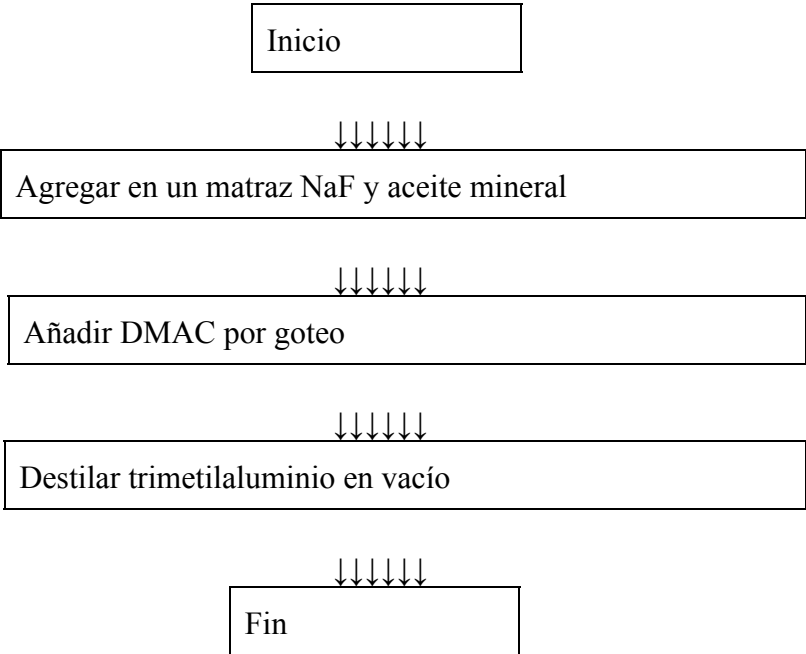 Inicio
↓↓↓↓↓↓
Agregar en un matraz NaF y aceite mineral
↓↓↓↓↓↓
Añadir DMAC por goteo
↓↓↓↓↓↓
Destilar trimetilaluminio en vacío
↓↓↓↓↓↓
Fin